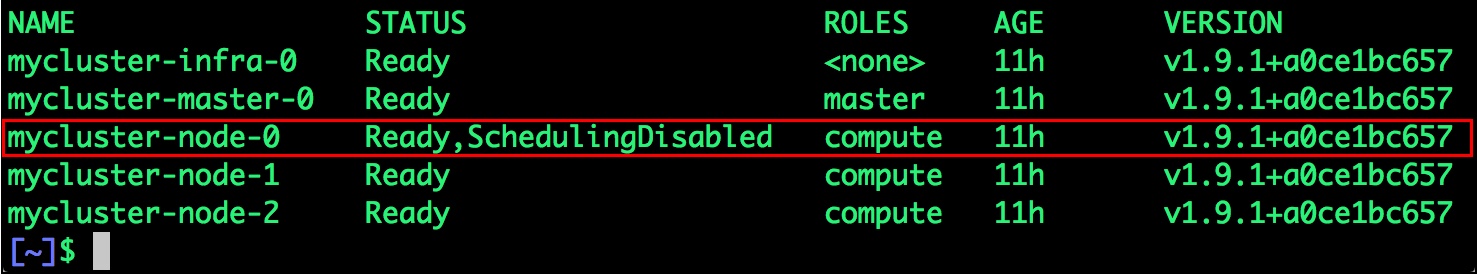 NAME STATUS ROLES AGE VERSION
mycluster-infra-0 Ready <none> 11h v1.9.1+a0ce1bc657
mycluster-master-0 Ready master 11h v1.9.1+a0ce1bc657
mycluster-node-0 Ready,SchedulingDisabled compute 11h v1.9.1+a0ce1bc657
mycluster-node-1 Ready compute 11h v1.9.1+a0ce1bc657
mycluster-node-2 Ready compute 11h v1.9.1+a0ce1bc657
[~]$